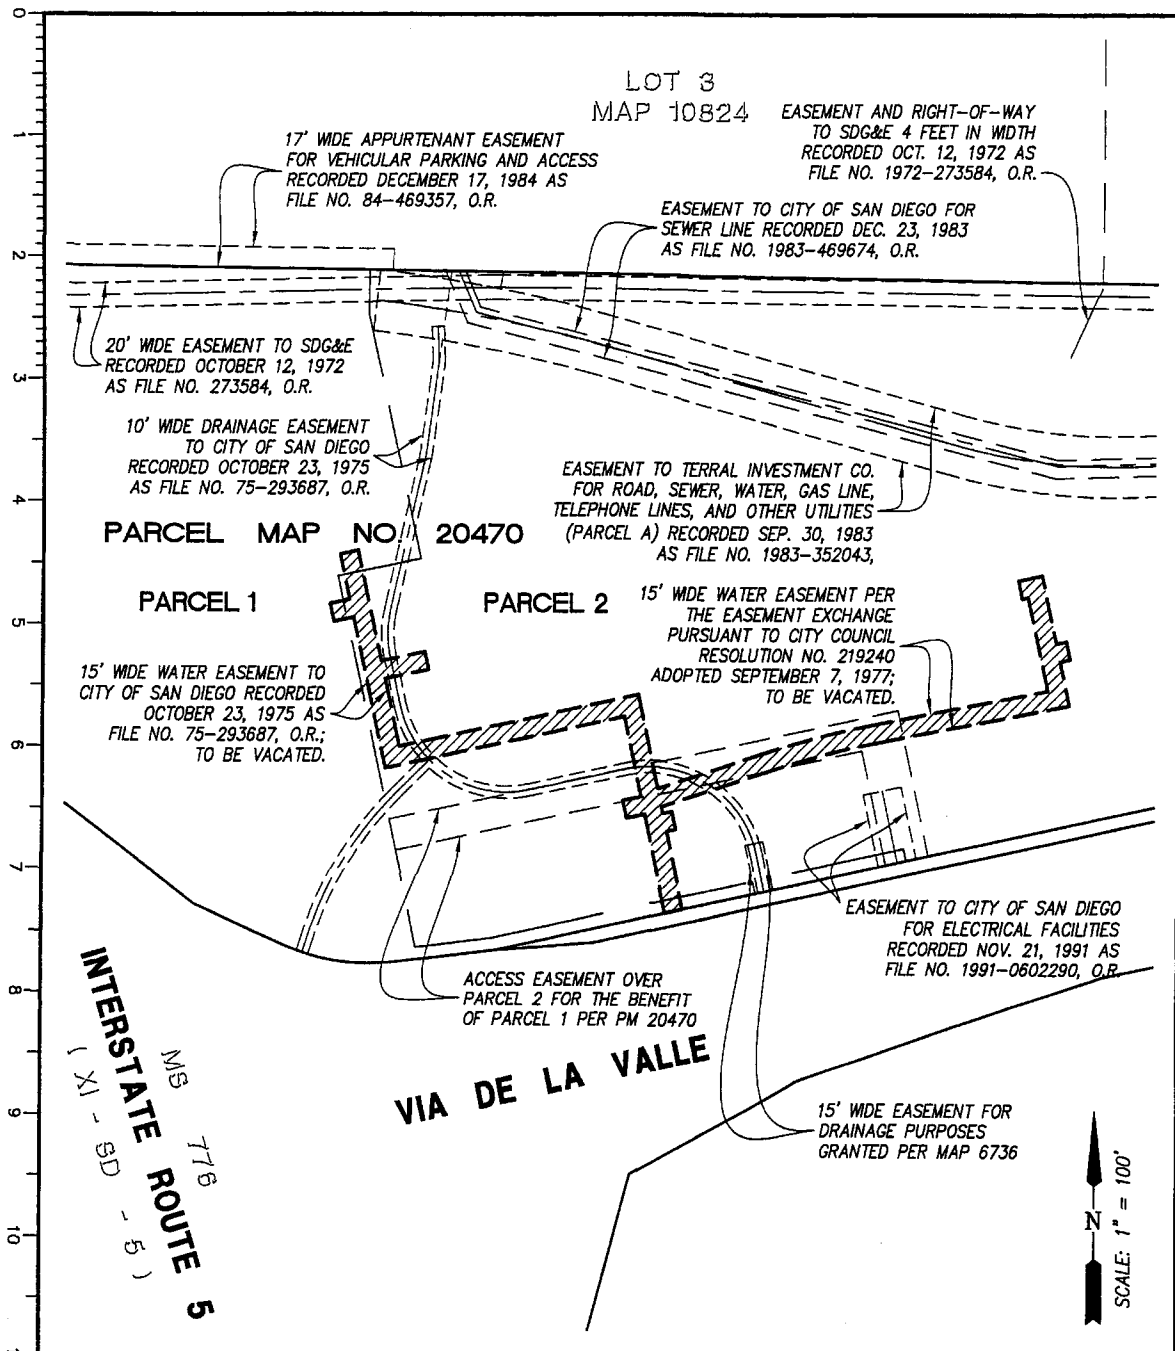 LOT 3
MAP 10824
EASEMENT AND RIGHT-OF-WAY
TO SDG&E 4 FEET IN WIDTH
RECORDED OCT. 12, 1972 AS
FILE NO. 1972-273584, O.R.
17' WIDE APPURTENANT EASEMENT
FOR VEHICULAR PARKING AND ACCESS
RECORDED DECEMBER 17, 1984 AS
FILE NO. 84-469357, O.R.
EASEMENT TO CITY OF SAN DIEGO FOR
SEWER LINE RECORDED DEC. 23, 1983
AS FILE NO. 1983-469674, O.R.
20' WIDE EASEMENT TO SDG&E
RECORDED OCTOBER 12, 1972
AS FILE NO. 273584, O.R.
10' WIDE DRAINAGE EASEMENT
TO CITY OF SAN DIEGO
RECORDED OCTOBER 23, 1975
AS FILE NO. 75-293687, O.R.
EASEMENT TO TERRAL INVESTMENT CO.
FOR ROAD, SEWER, WATER, GAS LINE,
TELEPHONE LINES, AND OTHER UTILITIES
(PARCEL A) RECORDED SEP. 30, 1983
AS FILE NO. 1983-352043,
PARCEL MAP NO. 20470
PARCEL 1
PARCEL 2
15' WIDE WATER EASEMENT PER
THE EASEMENT EXCHANGE
PURSUANT TO CITY COUNCIL
RESOLUTION NO. 219240
ADOPTED SEPTEMBER 7, 1977;
TO BE VACATED.
15' WIDE WATER EASEMENT TO
CITY OF SAN DIEGO RECORDED
OCTOBER 23, 1975 AS
FILE NO. 75-293687, O.R.;
TO BE VACATED.
EASEMENT TO CITY OF SAN DIEGO
FOR ELECTRICAL FACILITIES
RECORDED NOV. 21, 1991 AS
FILE NO. 1991-0602290, O.R.
ACCESS EASEMENT OVER
PARCEL 2 FOR THE BENEFIT
OF PARCEL 1 PER PM 20470
VIA DE LA VALLE
INTERSTATE ROUTE 5
MS 776
( XI - SD - 5 )
15' WIDE EASEMENT FOR
DRAINAGE PURPOSES
GRANTED PER MAP 6736
N
SCALE: 1" = 100'
0
1
2
3
4
5
6
7
8
9
10